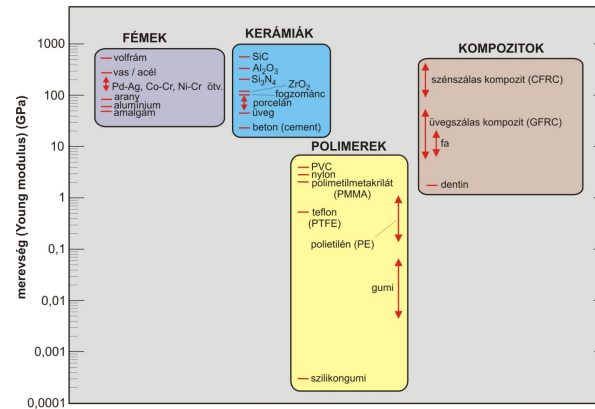 FÉMEK
volfrám
vas / acél
Pd-Ag, Co-Cr, Ni-Cr ötv.
arany
alumínium
amalgám
KERÁMIÁK
SiC
Al₂O₃
Si₃N₄
ZrO₂
fogzománc
porcelán
üveg
beton (cement)
POLIMEREK
PVC
nylon
polimetilmetakrilát
(PMMA)
teflon
(PTFE)
polietilén (PE)
gumi
szilikongumi
KOMPOZITOK
szénszálas kompozit (CFRC)
üvegszálas kompozit (GFRC)
fa
dentin
merevség (Young modulus) (GPa)
1000
100
10
1
0,1
0,01
0,001
0,0001